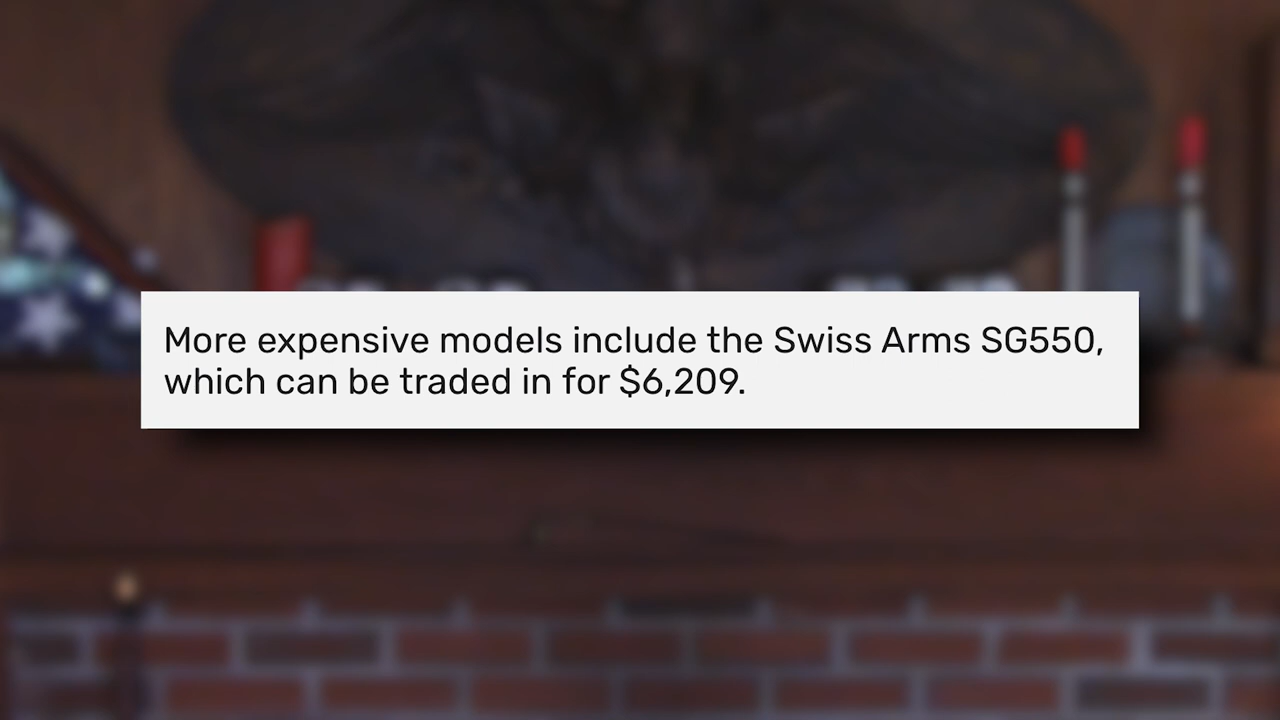 More expensive models include the Swiss Arms SG550,
which can be traded in for $6,209.